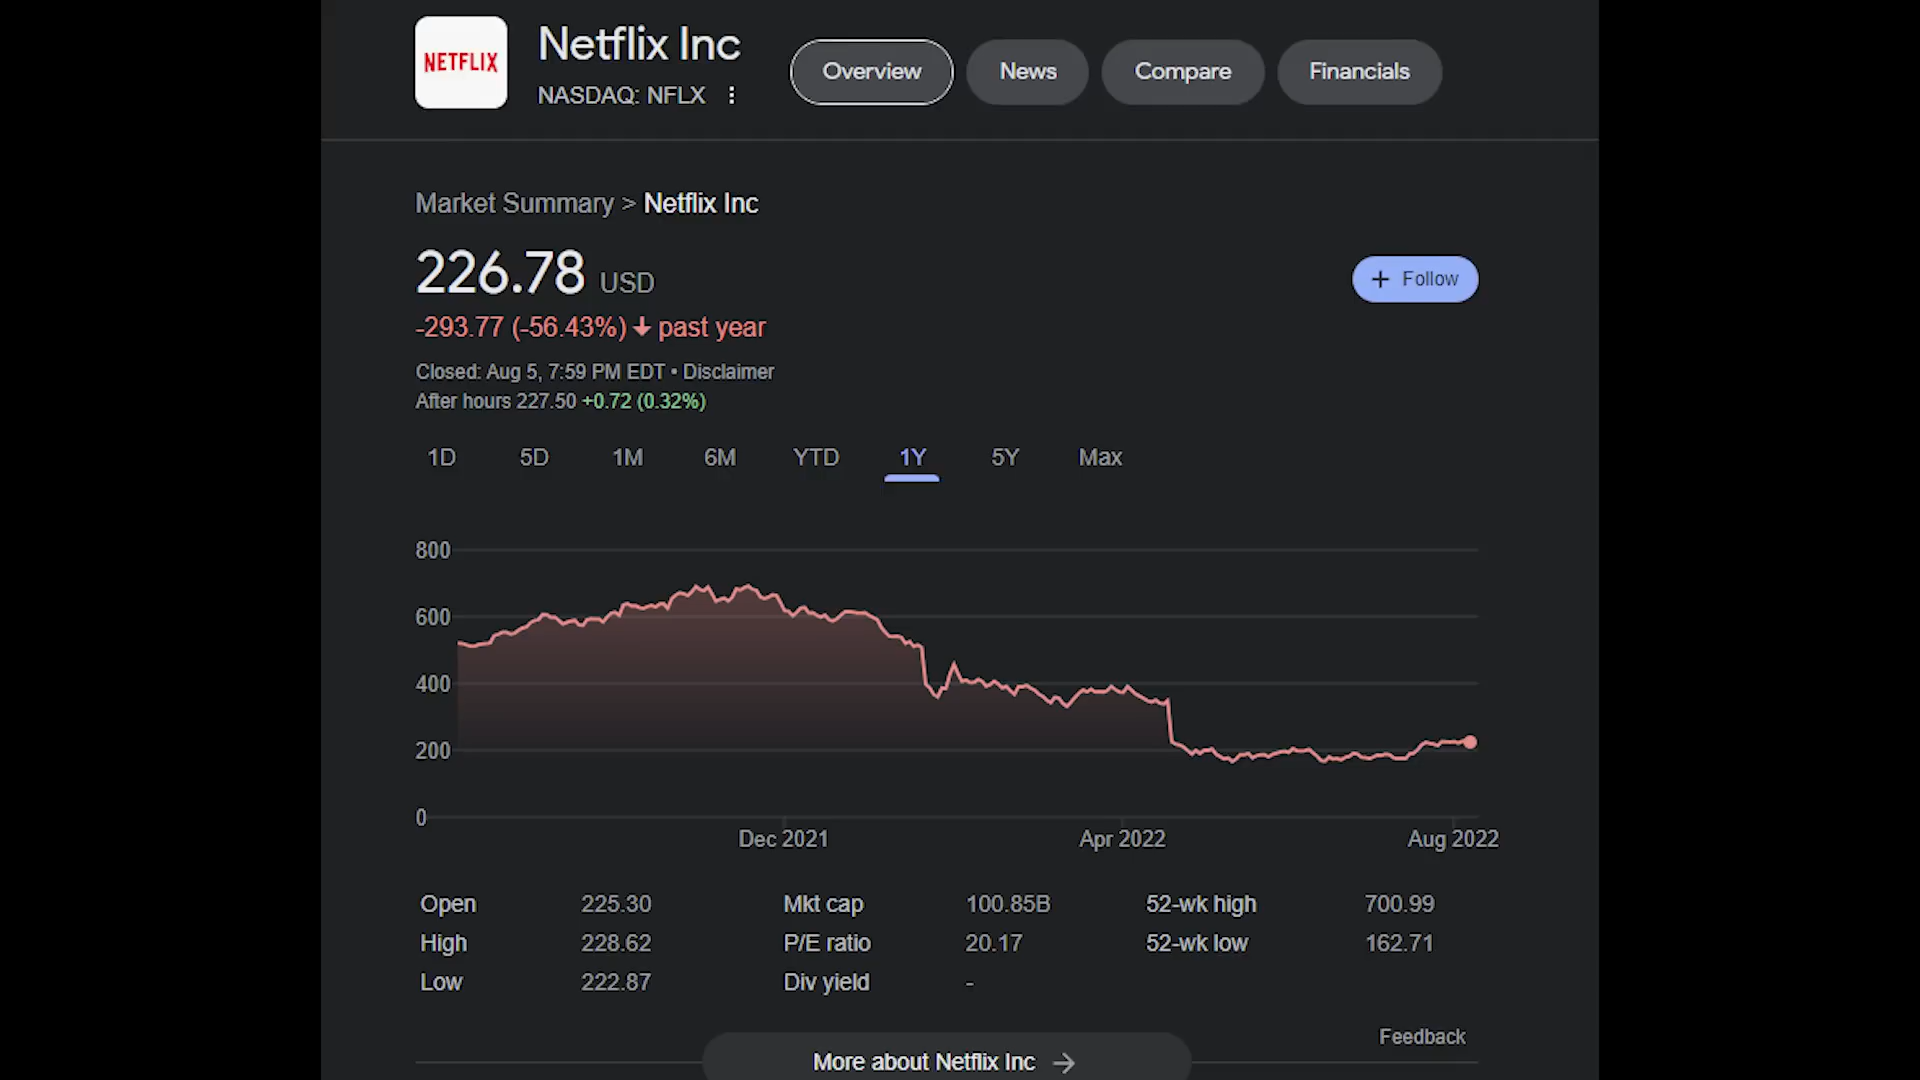 NETFLIX
Netflix Inc
NASDAQ: NFLX
Overview
News
Compare
Financials
Market Summary > Netflix Inc
226.78 USD
+ Follow
-293.77 (-56.43%) ↓ past year
Closed: Aug 5, 7:59 PM EDT • Disclaimer
After hours 227.50 +0.72 (0.32%)
1D 5D 1M 6M YTD 1Y 5Y Max
800
600
400
200
0
Dec 2021 Apr 2022 Aug 2022
Open 225.30 Mkt cap 100.85B 52-wk high 700.99
High 228.62 P/E ratio 20.17 52-wk low 162.71
Low 222.87 Div yield -
Feedback
More about Netflix Inc →